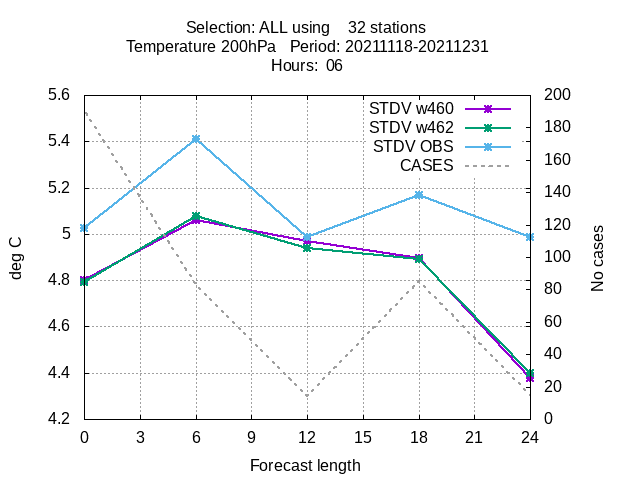 Selection: ALL using    32 stations
Temperature 200hPa   Period: 20211118-20211231
Hours:  06
5.6
5.4
5.2
5
4.8
4.6
4.4
4.2
deg C
STDV w460
STDV w462
STDV OBS
CASES
200
180
160
140
120
100
80
60
40
20
0
No cases
0 3 6 9 12 15 18 21 24
Forecast length